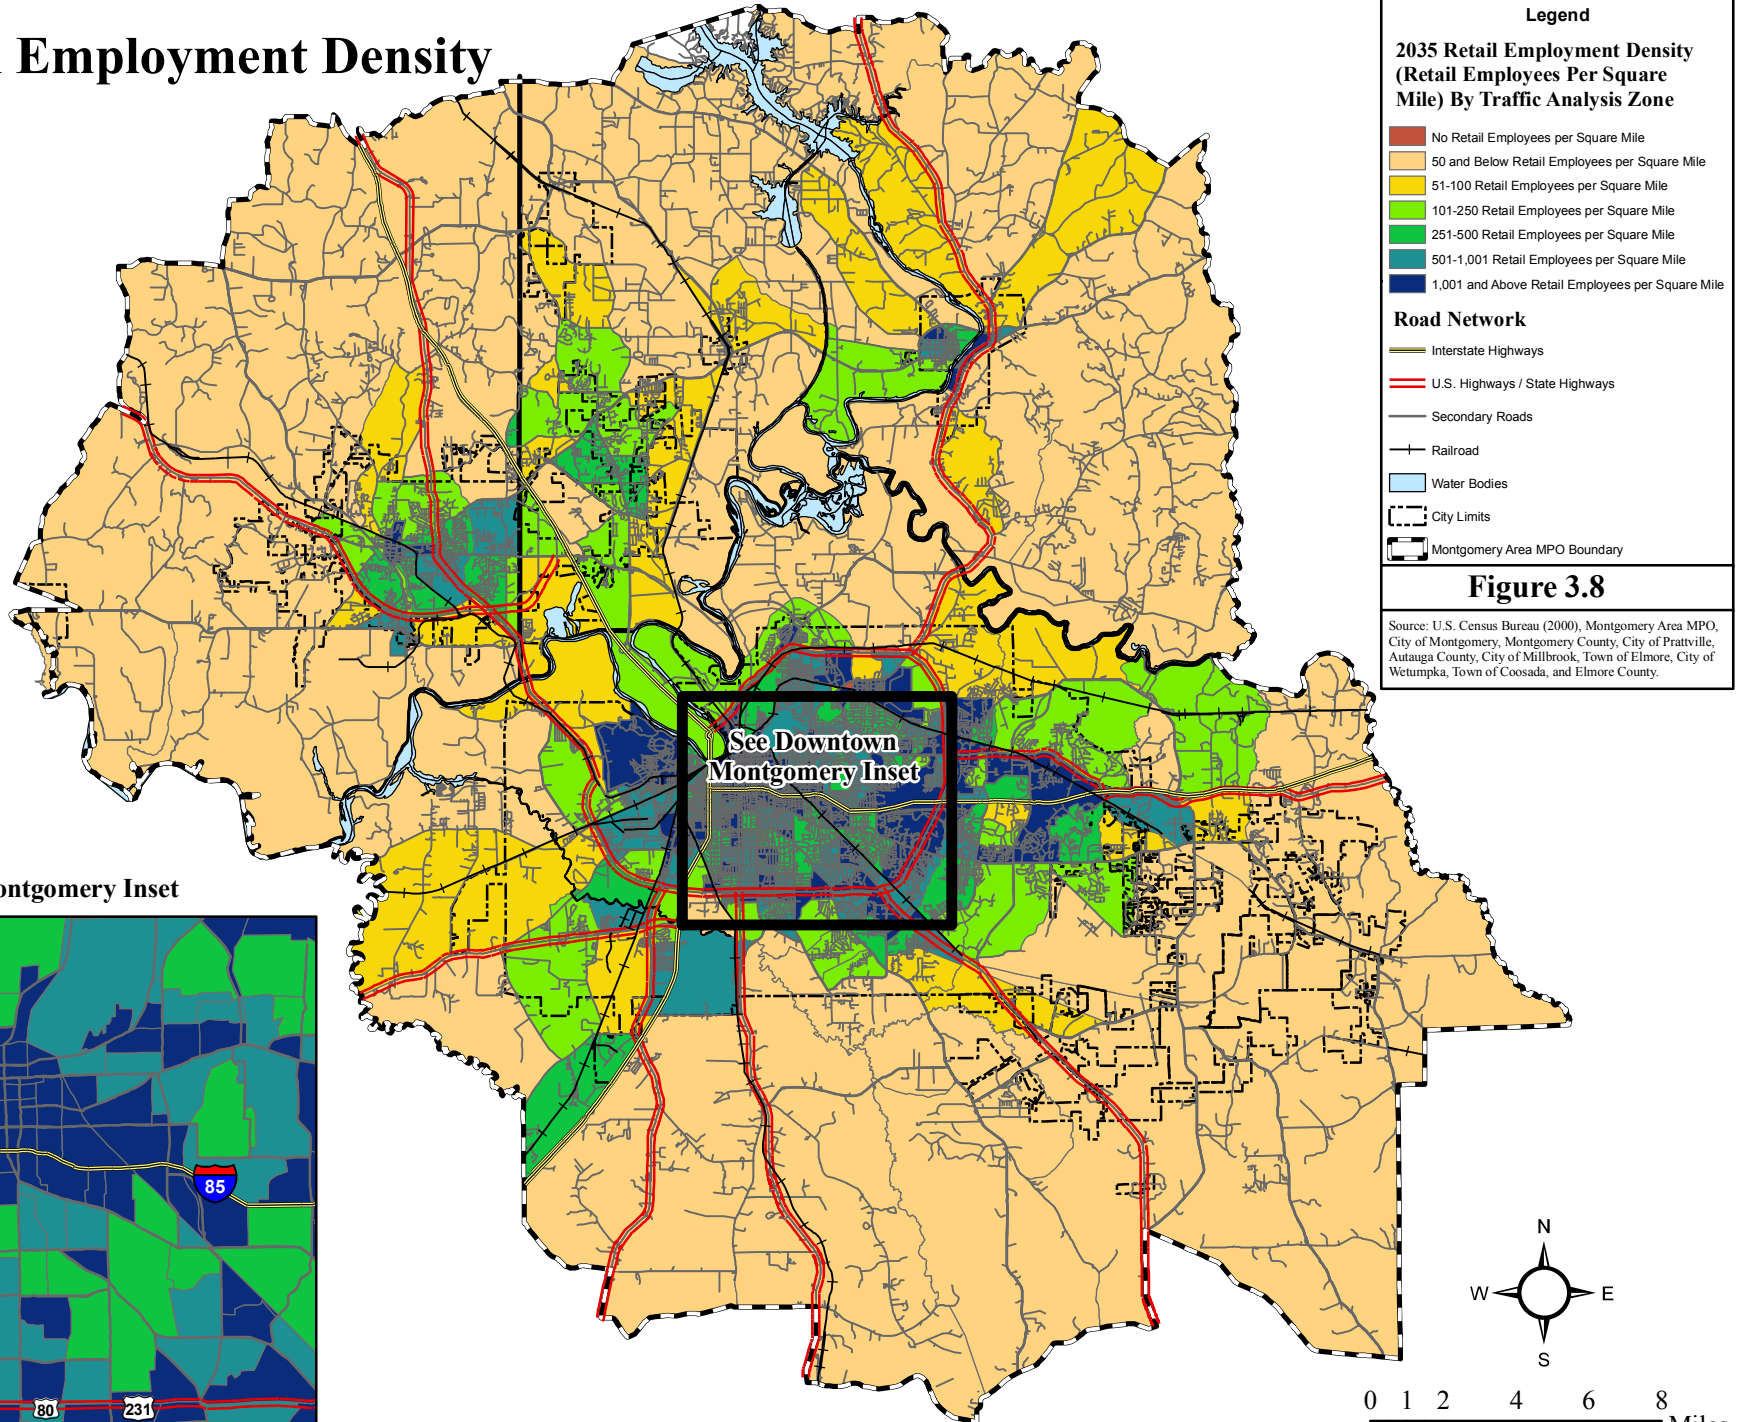 Employment Density
Legend
2035 Retail Employment Density
(Retail Employees Per Square
Mile) By Traffic Analysis Zone
No Retail Employees per Square Mile
50 and Below Retail Employees per Square Mile
51-100 Retail Employees per Square Mile
101-250 Retail Employees per Square Mile
251-500 Retail Employees per Square Mile
501-1,001 Retail Employees per Square Mile
1,001 and Above Retail Employees per Square Mile
Road Network
Interstate Highways
U.S. Highways / State Highways
Secondary Roads
Railroad
Water Bodies
City Limits
Montgomery Area MPO Boundary
Figure 3.8
Source: U.S. Census Bureau (2000), Montgomery Area MPO,
City of Montgomery, Montgomery County, City of Prattville,
Autauga County, City of Millbrook, Town of Elmore, City of
Wetumpka, Town of Coosada, and Elmore County.
See Downtown
Montgomery Inset
ontgomery Inset
85
80
231
N
W
E
S
0 1 2 4 6 8
Miles